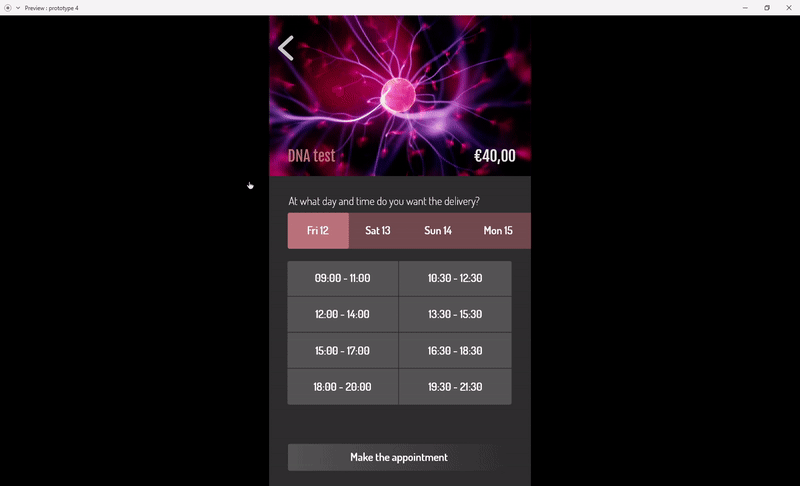 Preview : prototype 4
DNA test €40,00
At what day and time do you want the delivery?
Fri 12 Sat 13 Sun 14 Mon 15
09:00 - 11:00 10:30 - 12:30
12:00 - 14:00 13:30 - 15:30
15:00 - 17:00 16:30 - 18:30
18:00 - 20:00 19:30 - 21:30
Make the appointment